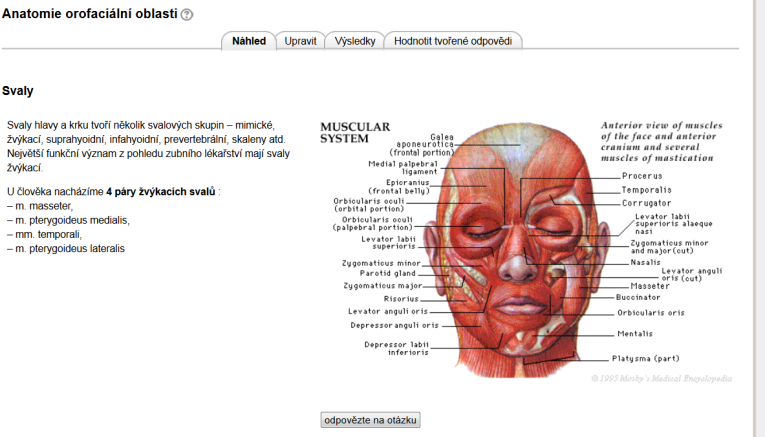 Anatomie orofaciální oblasti ?
Náhled
Upravit
Výsledky
Hodnotit tvořené odpovědi
Svaly
Svaly hlavy a krku tvoří několik svalových skupin – mimické,
žvýkací, suprahyoidní, infahyoidní, prevertebrální, skaleny atd.
Největší funkční význam z pohledu zubního lékařství mají svaly
žvýkací.
U člověka nacházíme 4 páry žvýkacích svalů :
– m. masseter,
– m. pterygoideus medialis,
– mm. temporali,
– m. pterygoideus lateralis
MUSCULAR
SYSTEM
Anterior view of muscles
of the face and anterior
cranium and several
muscles of mastication
Galea
aponeurotica
(frontal portion)
Medial palpebral
ligament
Epicranius
(frontal belly)
Orbicularis oculi
(orbital portion)
Orbicularis oculi
(palpebral portion)
Levator labii
superioris
Zygomaticus minor
Parotid gland
Zygomaticus major
Risorius
Levator anguli oris
Depressor anguli oris
Depressor labii
inferioris
Procerus
Temporalis
Corrugator
Levator labii
superioris alaeque
nasi
Zygomaticus minor
and major (cut)
Nasalis
Levator anguli
oris (cut)
Masseter
Buccinator
Orbicularis oris
Mentalis
Platysma (part)
© 1995 Mosby's Medical Encyclopedia
odpovězte na otázku